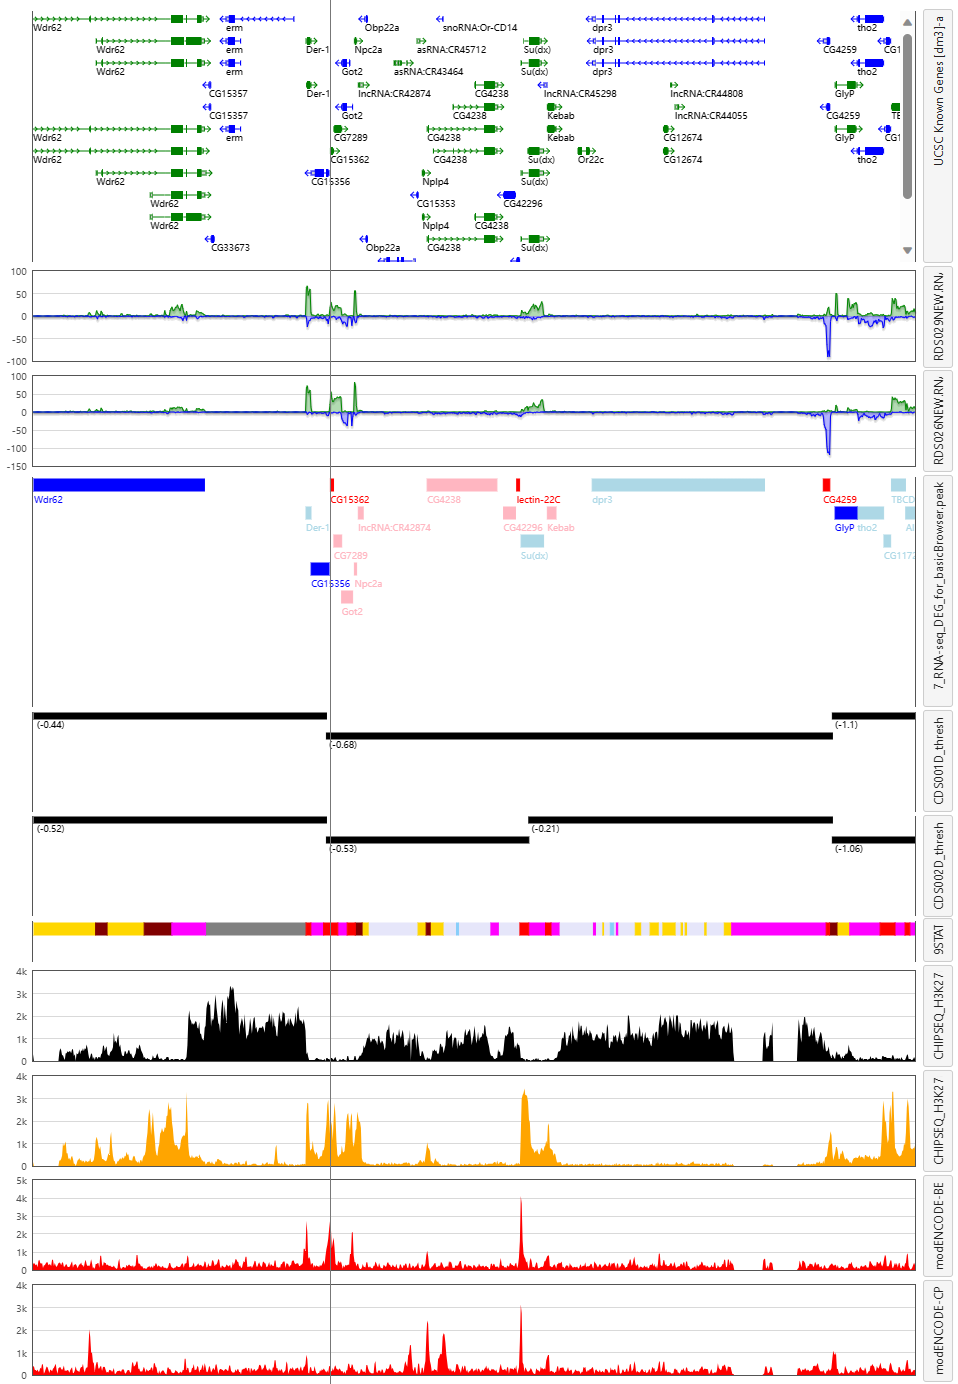 Wdr62 erm Obp22a snoRNA:Or-CD14 dpr3 tho2
Wdr62 erm Der-1 Npc2a asRNA:CR45712 Su(dx) dpr3 CG4259 CG1
Wdr62 erm Got2 asRNA:CR43464 Su(dx) dpr3 tho2
CG15357 Der-1 lncRNA:CR42874 CG4238 lncRNA:CR45298 lncRNA:CR44808 GlyP
CG15357 Got2 CG4238 Kebab lncRNA:CR44055 CG4259 TE
Wdr62 erm CG7289 CG4238 Kebab CG12674 GlyP CG1
Wdr62 CG15362 CG4238 Su(dx) Or22c CG12674 tho2
Wdr62 CG15356 Nplp4 Su(dx)
Wdr62 CG15353 CG42296
Wdr62 Nplp4 CG4238
CG33673 Obp22a CG4238 Su(dx)
UCSC Known Genes [dm3]-a
100
50
0
-50
-100
RDS029NEW.RN
100
50
0
-50
-100
-150
RDS026NEW.RN
Wdr62 CG15362 CG4238 lectin-22C dpr3 CG4259 TBCD
Der-1 lncRNA:CR42874 CG42296 Kebab GlyP tho2 Al
CG7289 Su(dx) CG1172
CG15356 Npc2a
Got2
7_RNA-seq_DEG_for_basicBrowser.peak
(-0.44) (-1.1)
(-0.68)
CDS001D_thresh
(-0.52) (-0.21)
(-0.53) (-1.06)
CDS002D_thresh
9STAT
4k
3k
2k
1k
0
CHIPSEQ_H3K27
4k
3k
2k
1k
0
CHIPSEQ_H3K27
5k
4k
3k
2k
1k
0
modENCODE-BE
4k
3k
2k
1k
0
modENCODE-CP